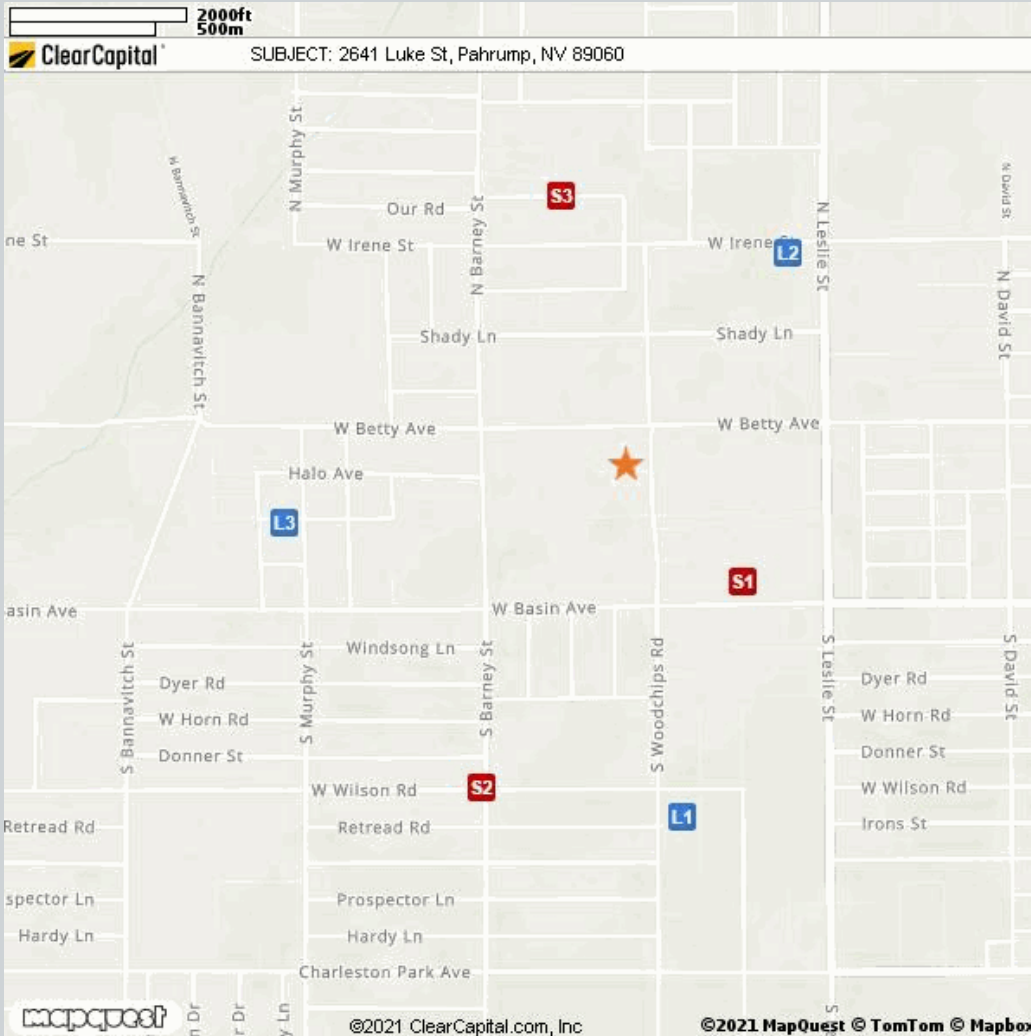 2000ft
500m
ClearCapital
SUBJECT: 2641 Luke St, Pahrump, NV 89060
N Murphy St
N Bannavitch St
N Barney St
N Leslie St
N David St
S3
Our Rd
ne St
W Irene St
W Irene St
L2
N Bannavitch St
N David St
Shady Ln
Shady Ln
W Betty Ave
W Betty Ave
Halo Ave
L3
S1
asin Ave
W Basin Ave
S Bannavitch St
S Murphy St
Windsong Ln
S Barney St
S Woodchips Rd
S Leslie St
S David St
Dyer Rd
Dyer Rd
W Horn Rd
W Horn Rd
Donner St
Donner St
W Wilson Rd
S2
W Wilson Rd
L1
Retread Rd
Retread Rd
Irons St
spector Ln
Prospector Ln
Hardy Ln
Hardy Ln
Charleston Park Ave
n Dr
r Dr
y Ln
S
mapquest
©2021 ClearCapital.com, Inc
©2021 MapQuest © TomTom © Mapbox